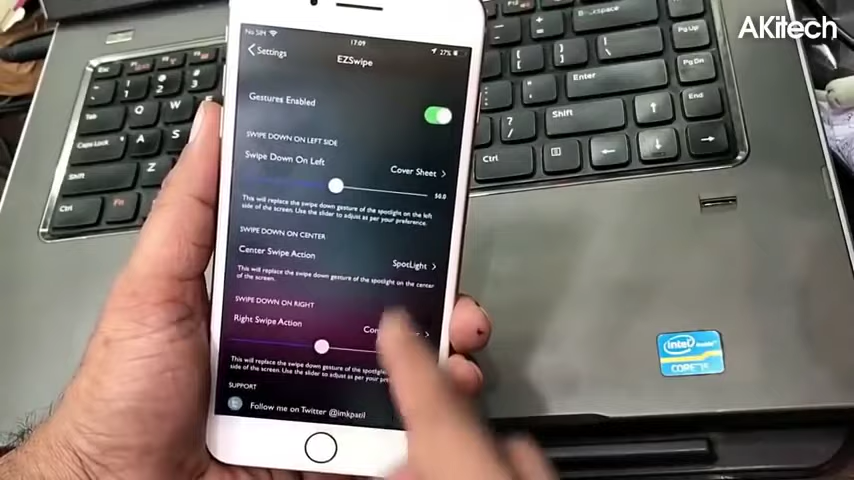 AKitech
No SIM
17:09
27%
Settings
EZSwipe
Gestures Enabled
SWIPE DOWN ON LEFT SIDE
Swipe Down On Left
Cover Sheet
50.0
This will replace the swipe down gesture of the spotlight on the left
side of the screen. Use the slider to adjust as per your preference.
SWIPE DOWN ON CENTER
Center Swipe Action
SpotLight
This will replace the swipe down gesture of the spotlight on the center
of the screen.
SWIPE DOWN ON RIGHT
Right Swipe Action
This will replace the swipe down gesture of the spotlight on the
side of the screen. Use the slider to adjust as per your
SUPPORT
Follow me on Twitter @imkpatil
Esc
Tab
Q
W
Caps Lock
A
S
Shift
Z
Ctrl
Fn
Backspace
PgUp
Enter
PgDn
Shift
End
Ctrl
intel
inside
CORE i5